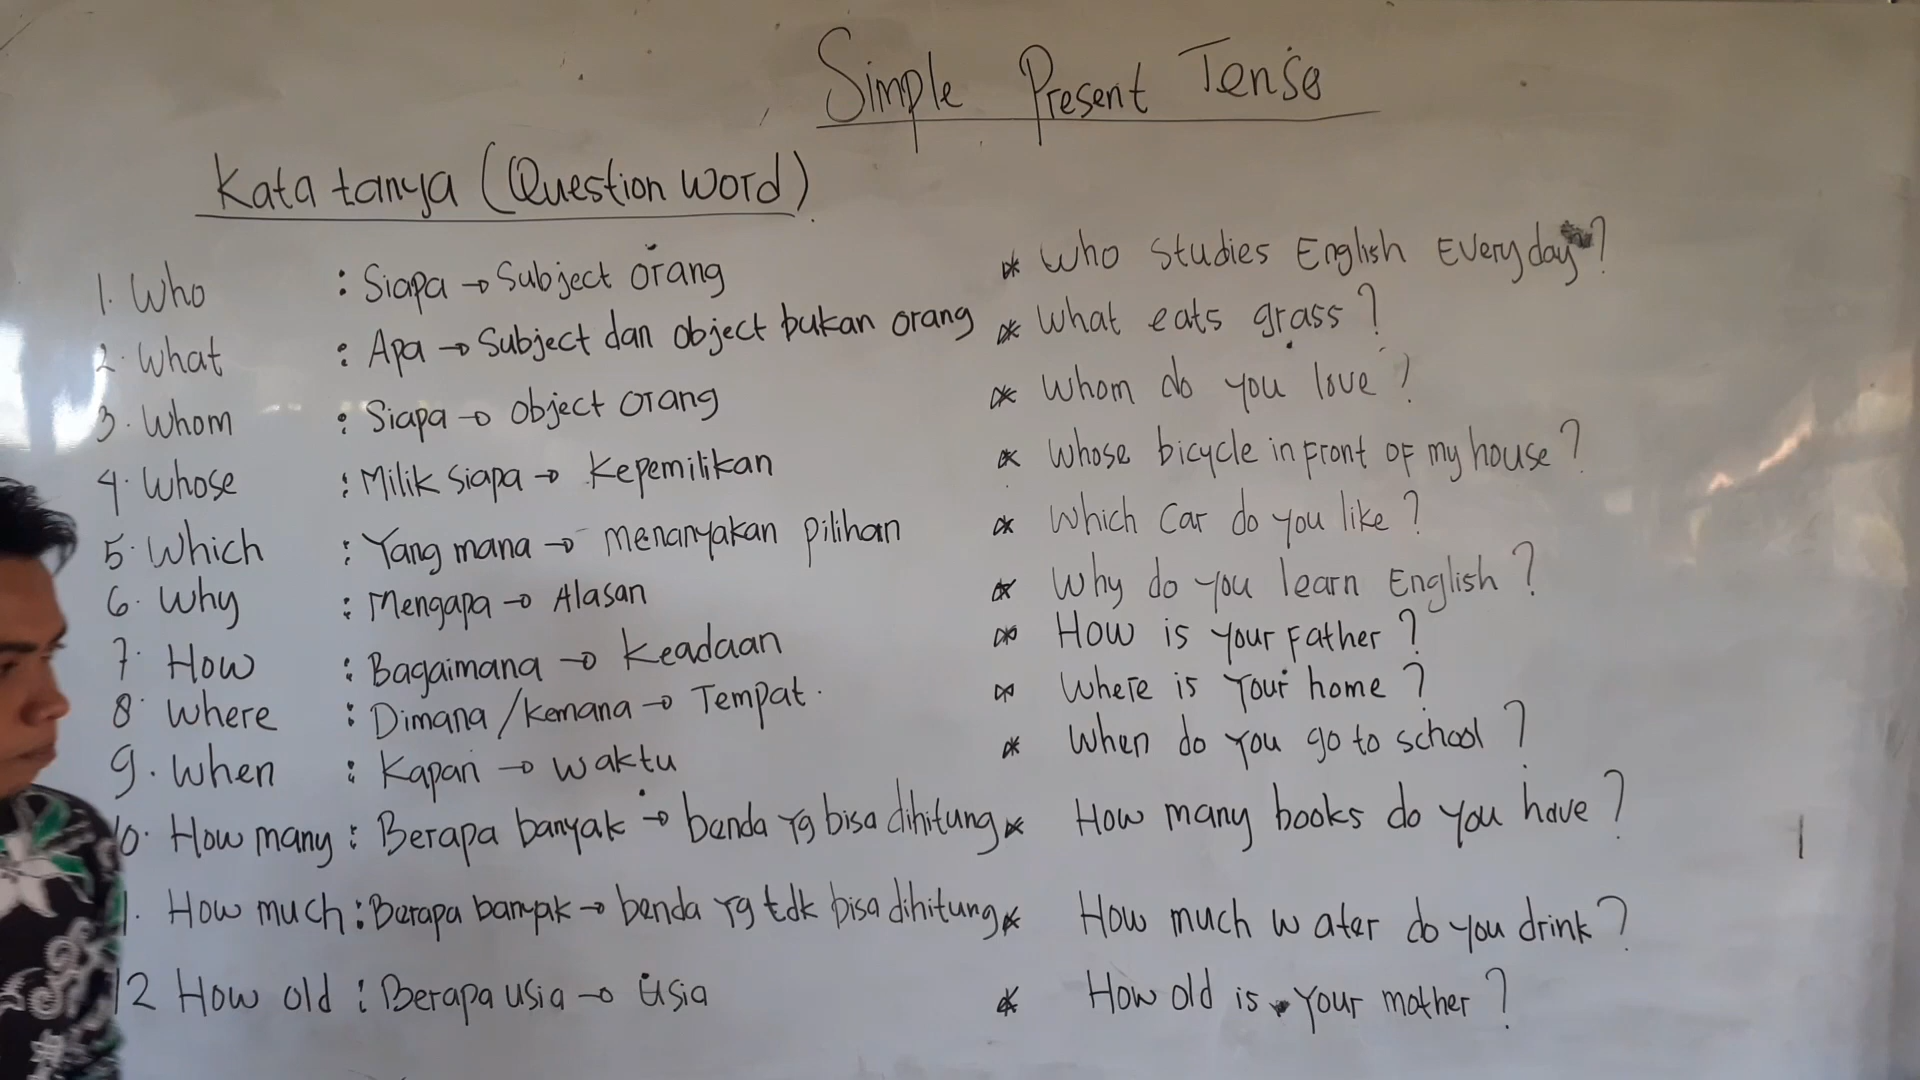 Simple Present Tense
Kata tanya (Question Word)
1. Who : Siapa → Subject orang * Who studies English Everyday?
2. What : Apa → Subject dan object bukan orang * What eats grass?
3. Whom : Siapa → object orang * Whom do you love?
4. Whose : Milik siapa → Kepemilikan * Whose bicycle in front of my house?
5. Which : Yang mana → menanyakan pilihan * Which car do you like?
6. Why : Mengapa → Alasan * Why do you learn English?
7. How : Bagaimana → Keadaan * How is your Father?
8. Where : Dimana / kemana → Tempat. * Where is Your home?
9. When : Kapan → waktu * When do you go to school?
10. How many : Berapa banyak → benda yg bisa dihitung * How many books do you have?
1. How much : Berapa banyak → benda yg tdk bisa dihitung * How much water do you drink?
12 How old : Berapa usia → Usia * How old is your mother?